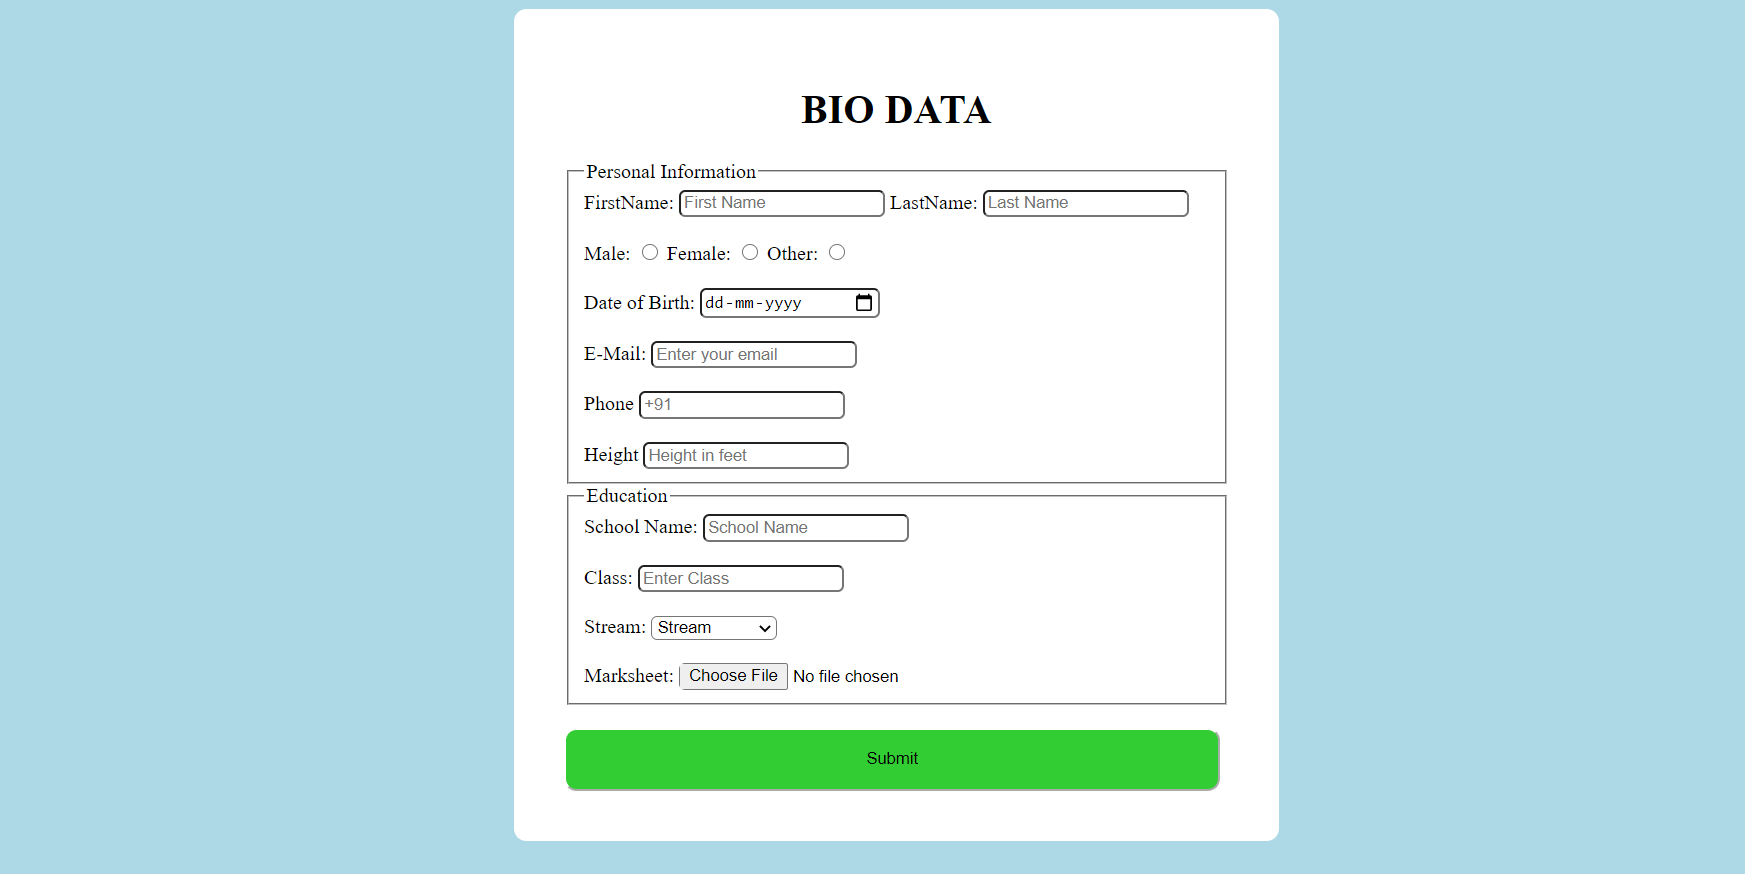 BIO DATA
Personal Information
FirstName: First Name LastName: Last Name
Male: Female: Other:
Date of Birth: dd-mm-yyyy
E-Mail: Enter your email
Phone +91
Height Height in feet
Education
School Name: School Name
Class: Enter Class
Stream: Stream
Marksheet: Choose File No file chosen
Submit